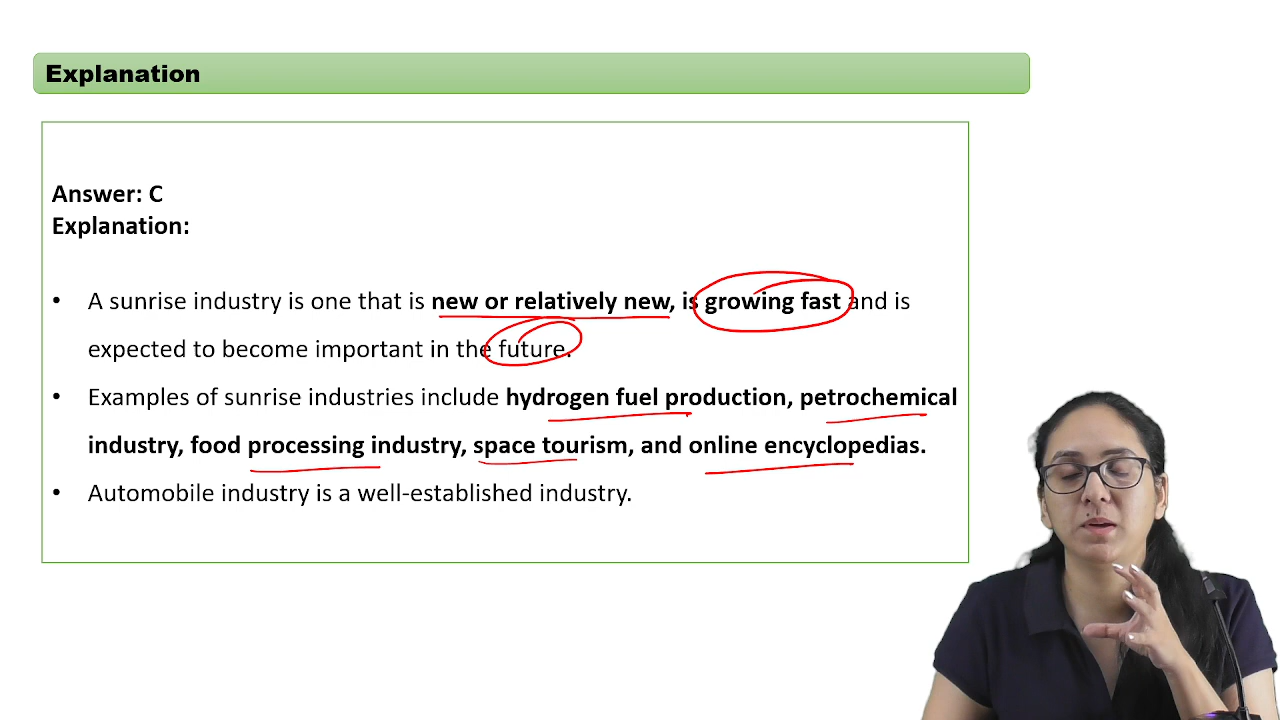 Explanation
Answer: C
Explanation:
• A sunrise industry is one that is new or relatively new, is growing fast and is
expected to become important in the future.
• Examples of sunrise industries include hydrogen fuel production, petrochemical
industry, food processing industry, space tourism, and online encyclopedias.
• Automobile industry is a well-established industry.